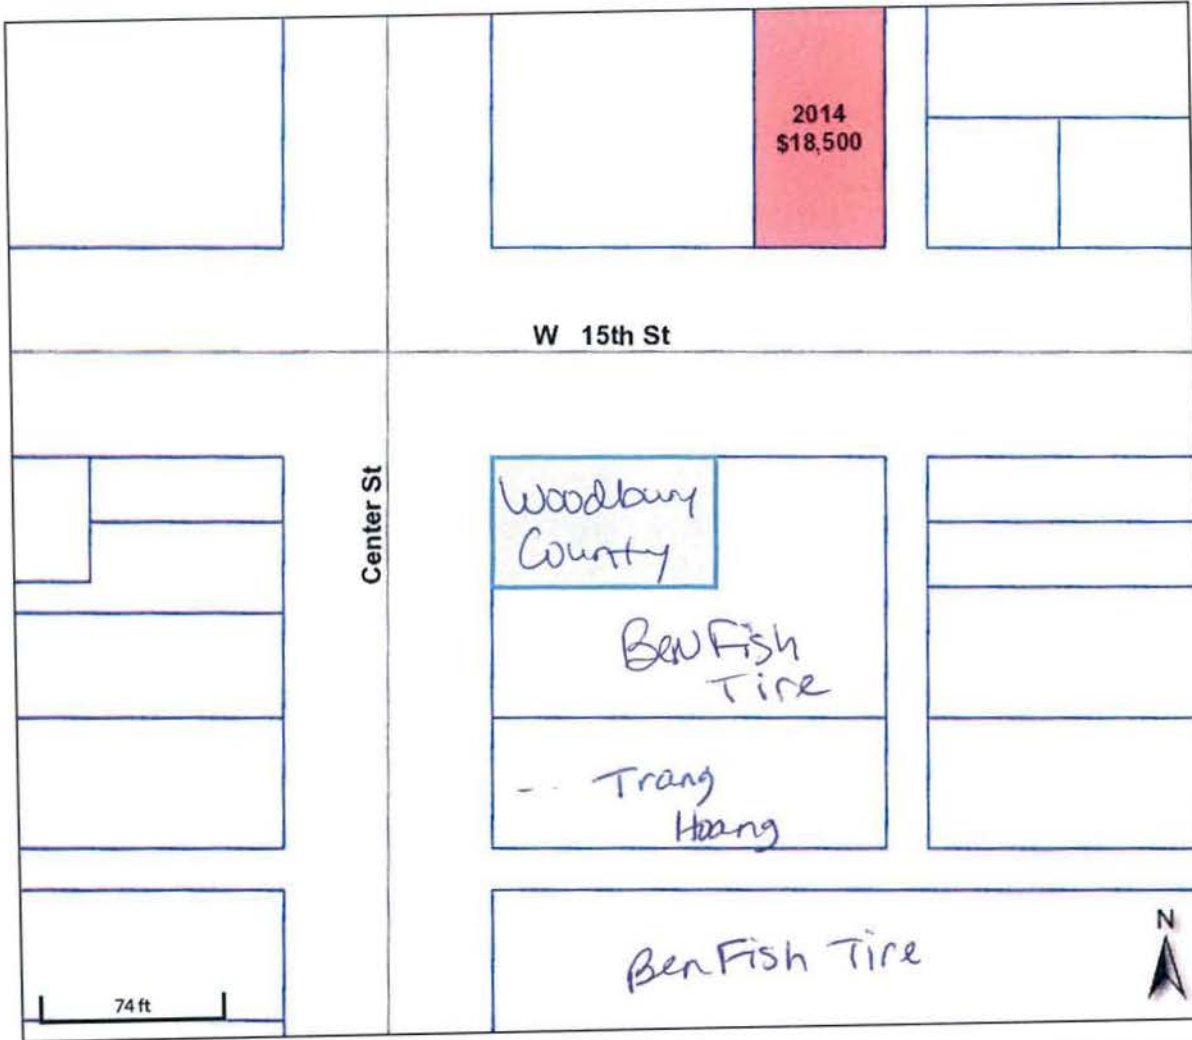 2014
$18,500
W 15th St
Center St
Woodbury
County
Ben Fish
Tire
Trang
Hoang
Ben Fish Tire
N
74 ft